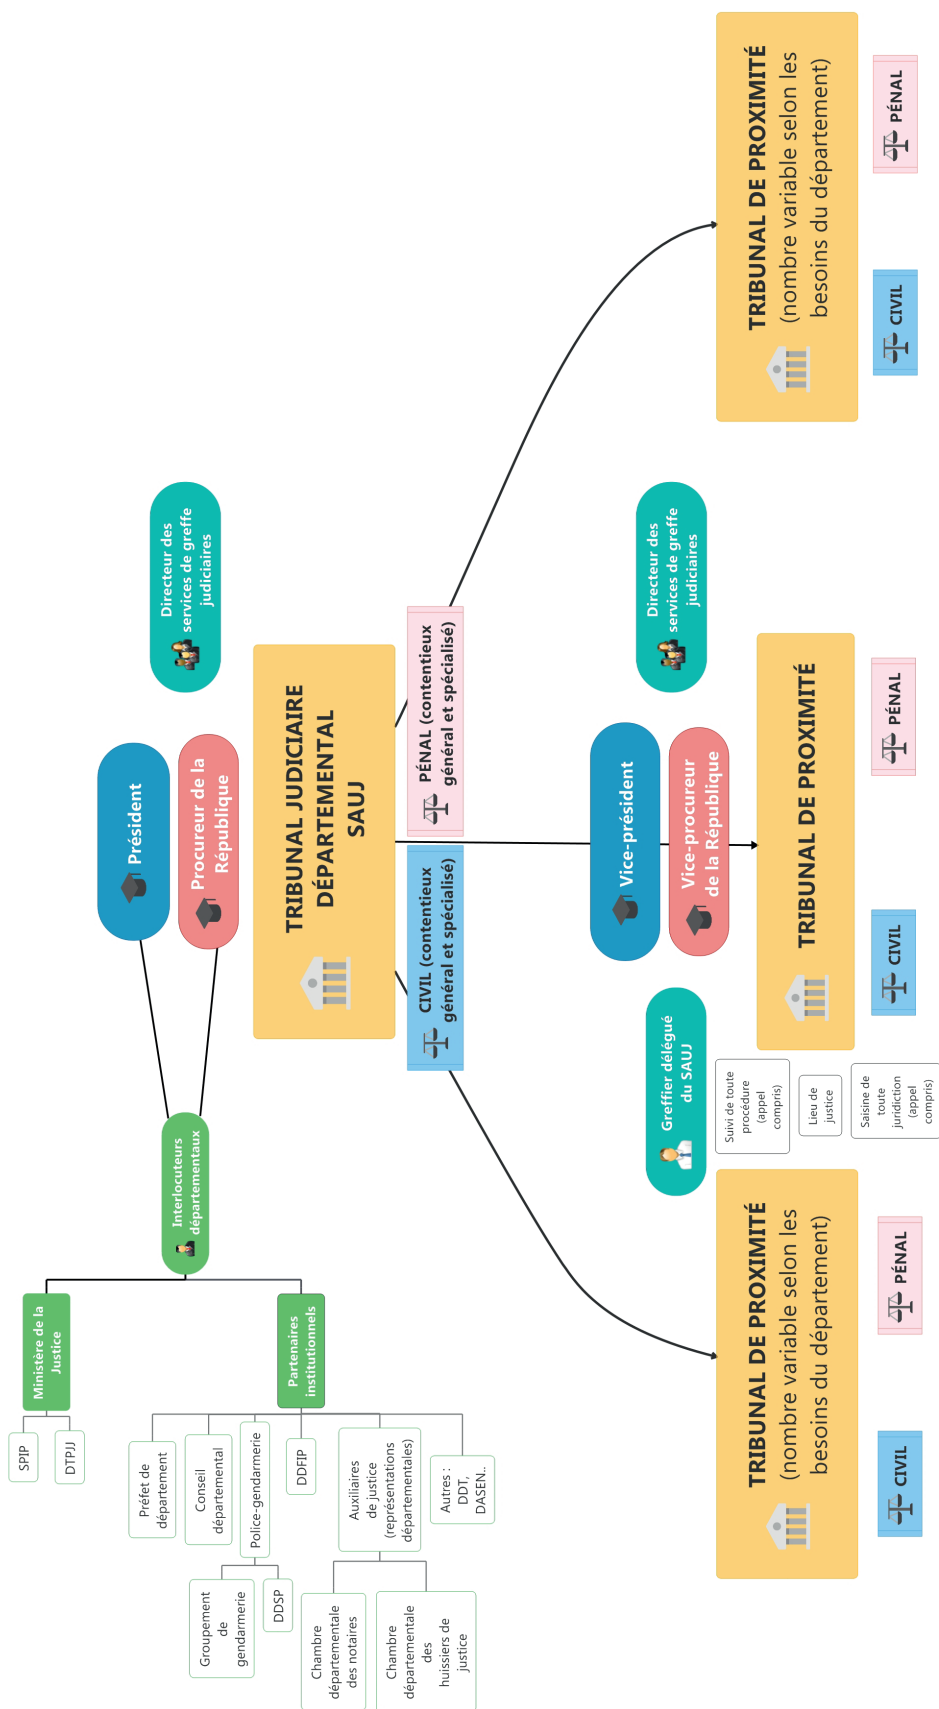 SPIP
DTPJJ
Ministère de la
Justice
Interlocuteurs
départementaux
Partenaires
institutionnels
Préfet de
département
Conseil
départemental
Police-gendarmerie
Groupement
de
gendarmerie
DDSP
DDFIP
Auxiliaires
de justice
(représentations
départementales)
Chambre
départementale
des notaires
Chambre
départementale
des
huissiers de
justice
Autres :
DDT,
DASEN..
Président
Procureur de la
République
Directeur des
services de greffe
judiciaires
TRIBUNAL JUDICIAIRE
DÉPARTEMENTAL
SAUJ
CIVIL (contentieux
général et spécialisé)
PÉNAL (contentieux
général et spécialisé)
Greffier délégué
du SAUJ
Vice-président
Vice-procureur
de la République
Directeur des
services de greffe
judiciaires
Suivi de toute
procédure
(appel
compris)
Lieu de
justice
Saisine de
toute
juridiction
(appel
compris)
TRIBUNAL DE PROXIMITÉ
(nombre variable selon les
besoins du département)
CIVIL
PÉNAL
TRIBUNAL DE PROXIMITÉ
CIVIL
PÉNAL
TRIBUNAL DE PROXIMITÉ
(nombre variable selon les
besoins du département)
CIVIL
PÉNAL